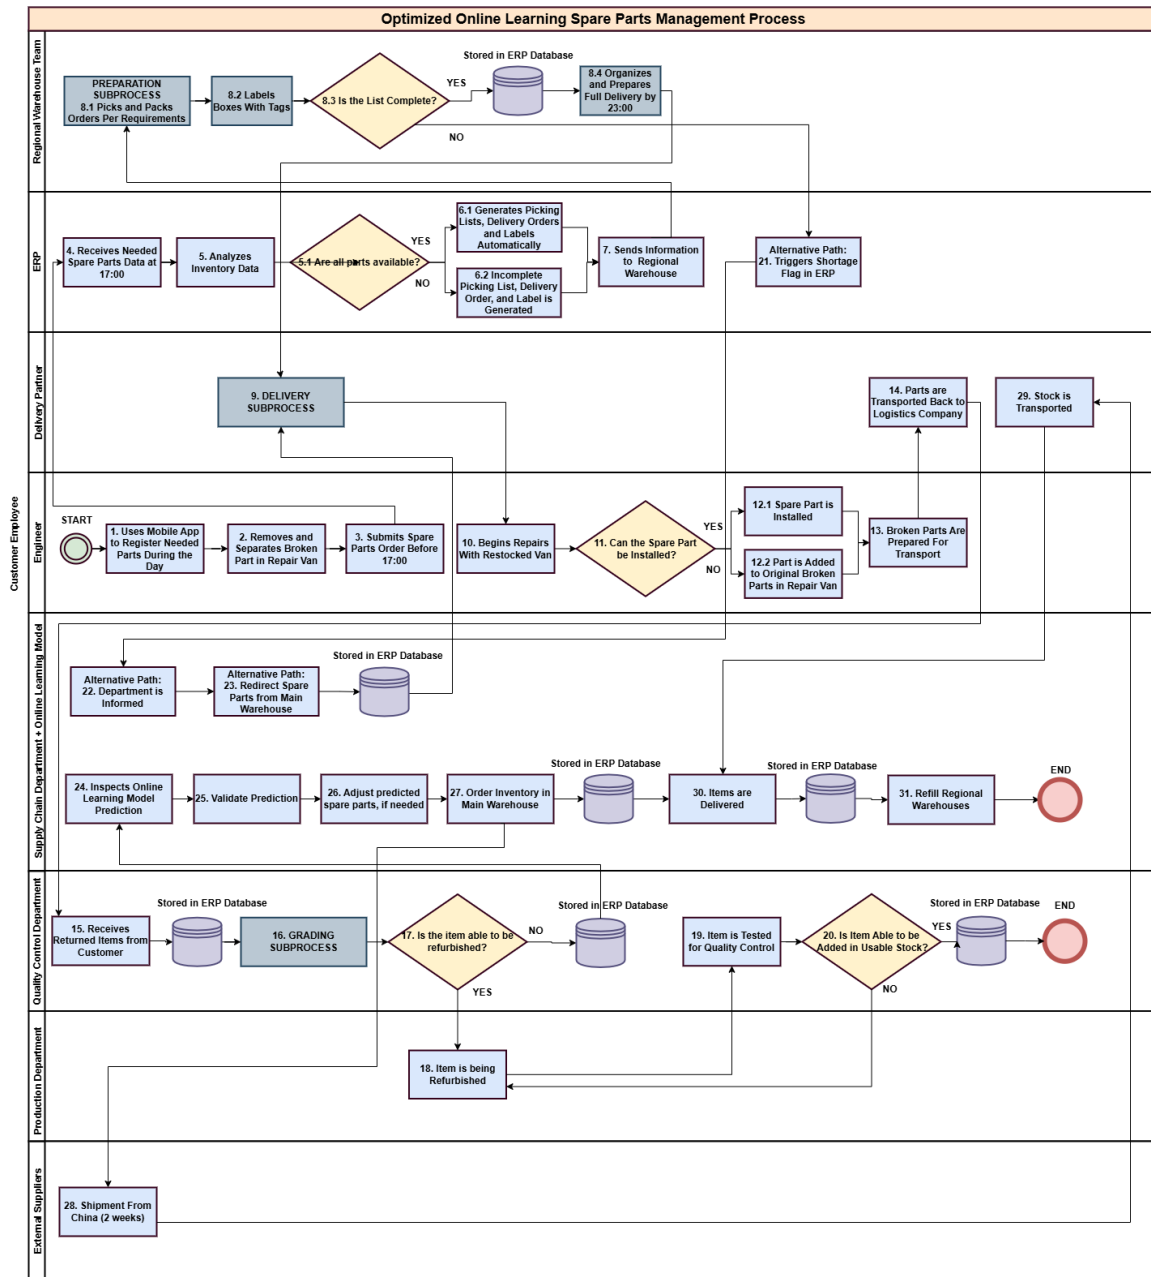 Optimized Online Learning Spare Parts Management Process
Customer Employee
Regional Warehouse Team
PREPARATION
SUBPROCESS
8.1 Picks and Packs
Orders Per Requirements
8.2 Labels
Boxes With Tags
8.3 Is the List Complete?
YES
NO
Stored in ERP Database
8.4 Organizes
and Prepares
Full Delivery by
23:00
ERP
4. Receives Needed
Spare Parts Data at
17:00
5. Analyzes
Inventory Data
5.1 Are all parts available?
YES
NO
6.1 Generates Picking
Lists, Delivery Orders
and Labels
Automatically
6.2 Incomplete
Picking List, Delivery
Order, and Label is
Generated
7. Sends Information
to Regional
Warehouse
Alternative Path:
21. Triggers Shortage
Flag in ERP
Delivery Partner
9. DELIVERY
SUBPROCESS
14. Parts are
Transported Back to
Logistics Company
29. Stock is
Transported
Engineer
START
1. Uses Mobile App
to Register Needed
Parts During the
Day
2. Removes and
Separates Broken
Part in Repair Van
3. Submits Spare
Parts Order Before
17:00
10. Begins Repairs
With Restocked Van
11. Can the Spare Part
be Installed?
YES
NO
12.1 Spare Part is
Installed
12.2 Part is Added
to Original Broken
Parts in Repair Van
13. Broken Parts Are
Prepared For
Transport
Supply Chain Department + Online Learning Model
Alternative Path:
22. Department is
Informed
Alternative Path:
23. Redirect Spare
Parts from Main
Warehouse
Stored in ERP Database
24. Inspects Online
Learning Model
Prediction
25. Validate Prediction
26. Adjust predicted
spare parts, if needed
27. Order Inventory in
Main Warehouse
Stored in ERP Database
30. Items are
Delivered
Stored in ERP Database
31. Refill Regional
Warehouses
END
Quality Control Department
15. Receives
Returned Items from
Customer
Stored in ERP Database
16. GRADING
SUBPROCESS
17. Is the item able to be
refurbished?
NO
YES
Stored in ERP Database
19. Item is Tested
for Quality Control
20. Is Item Able to be
Added in Usable Stock?
YES
NO
Stored in ERP Database
END
Production Department
18. Item is being
Refurbished
External Suppliers
28. Shipment From
China (2 weeks)